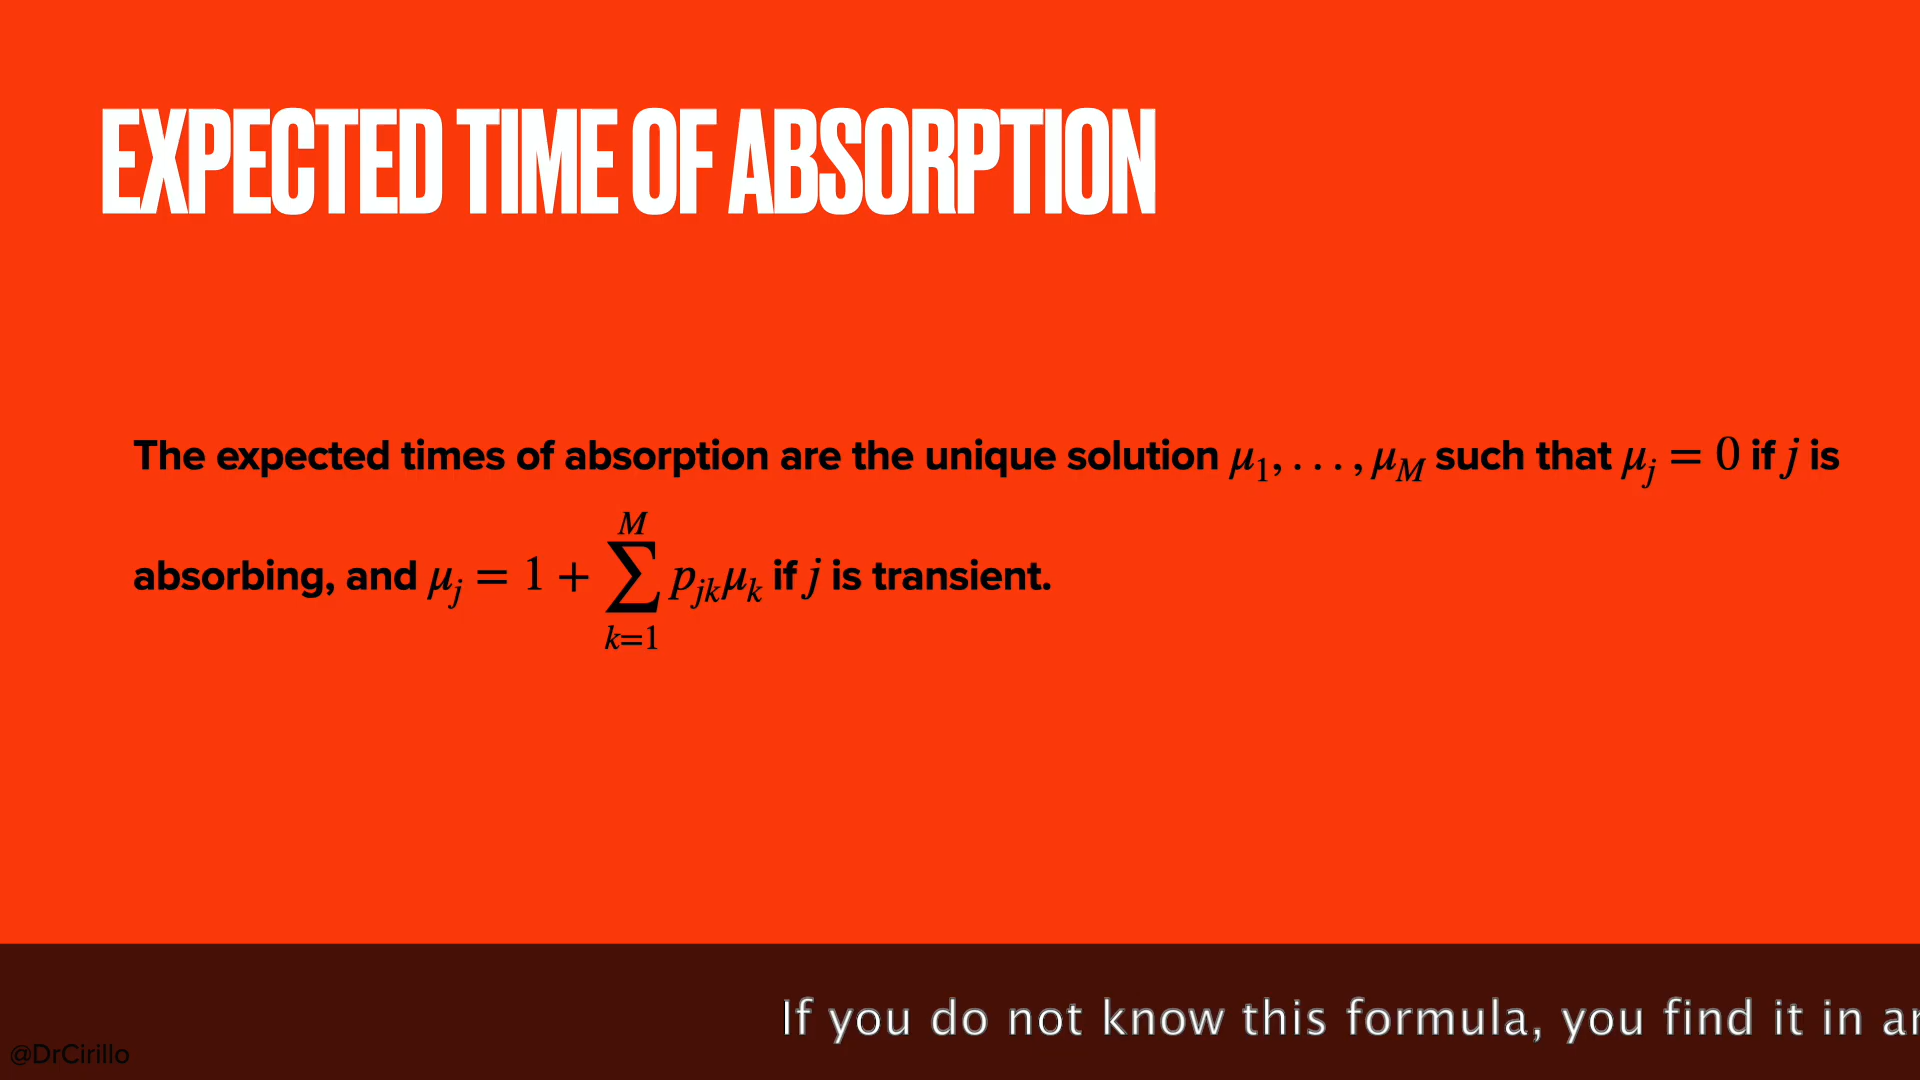 EXPECTED TIME OF ABSORPTION
The expected times of absorption are the unique solution μ₁, . . . , μ_M such that μ_j = 0 if j is
absorbing, and μ_j = 1 + ∑_{k=1}^{M} p_{jk}μ_k if j is transient.
If you do not know this formula, you find it in
@DrCirillo